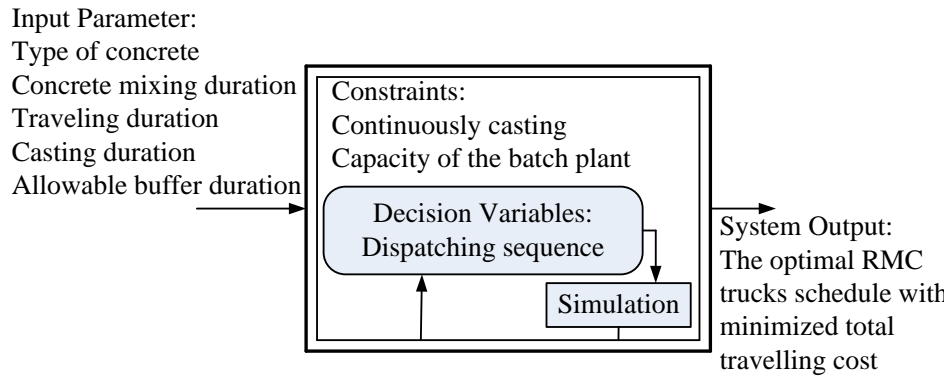 Input Parameter:
Type of concrete
Concrete mixing duration
Traveling duration
Casting duration
Allowable buffer duration
Constraints:
Continuously casting
Capacity of the batch plant
Decision Variables:
Dispatching sequence
Simulation
System Output:
The optimal RMC
trucks schedule with
minimized total
travelling cost